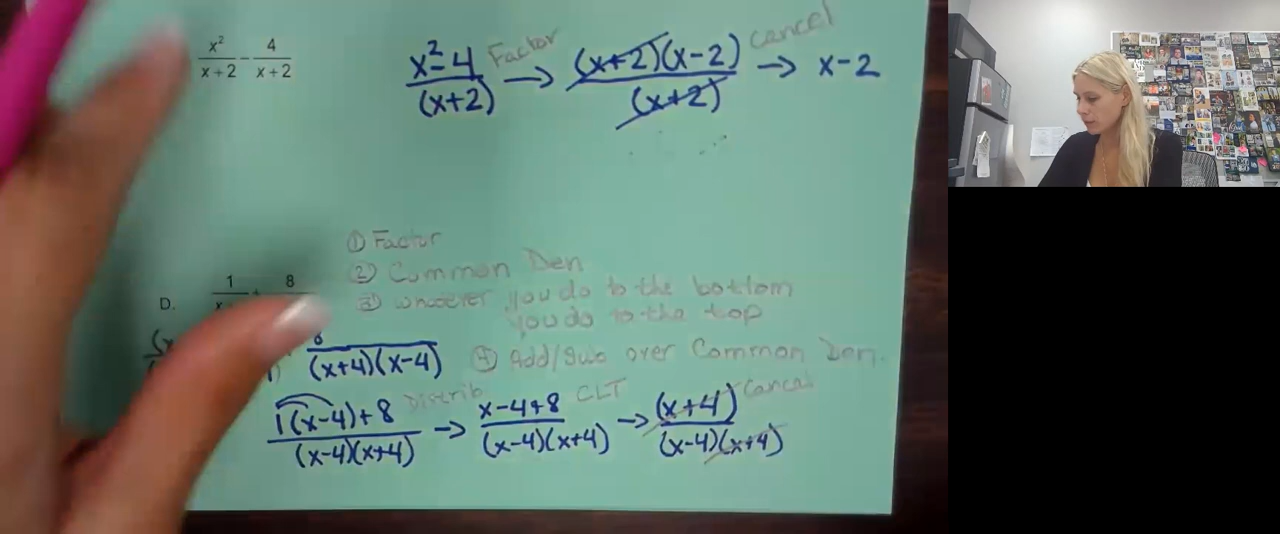 x²/(x+2) - 4/(x+2)
x²-4/(x+2) Factor → (x+2)(x-2)/(x+2) cancel → x-2
① Factor
② Common Den
③ whatever you do to the bottom
you do to the top
D. 1/ + 8/
8/(x+4)(x-4) ④ Add/Sub over Common Den.
1(x-4)+8/(x-4)(x+4) Distrib → x-4+8/(x-4)(x+4) CLT → (x+4)/(x-4)(x+4) Cancel